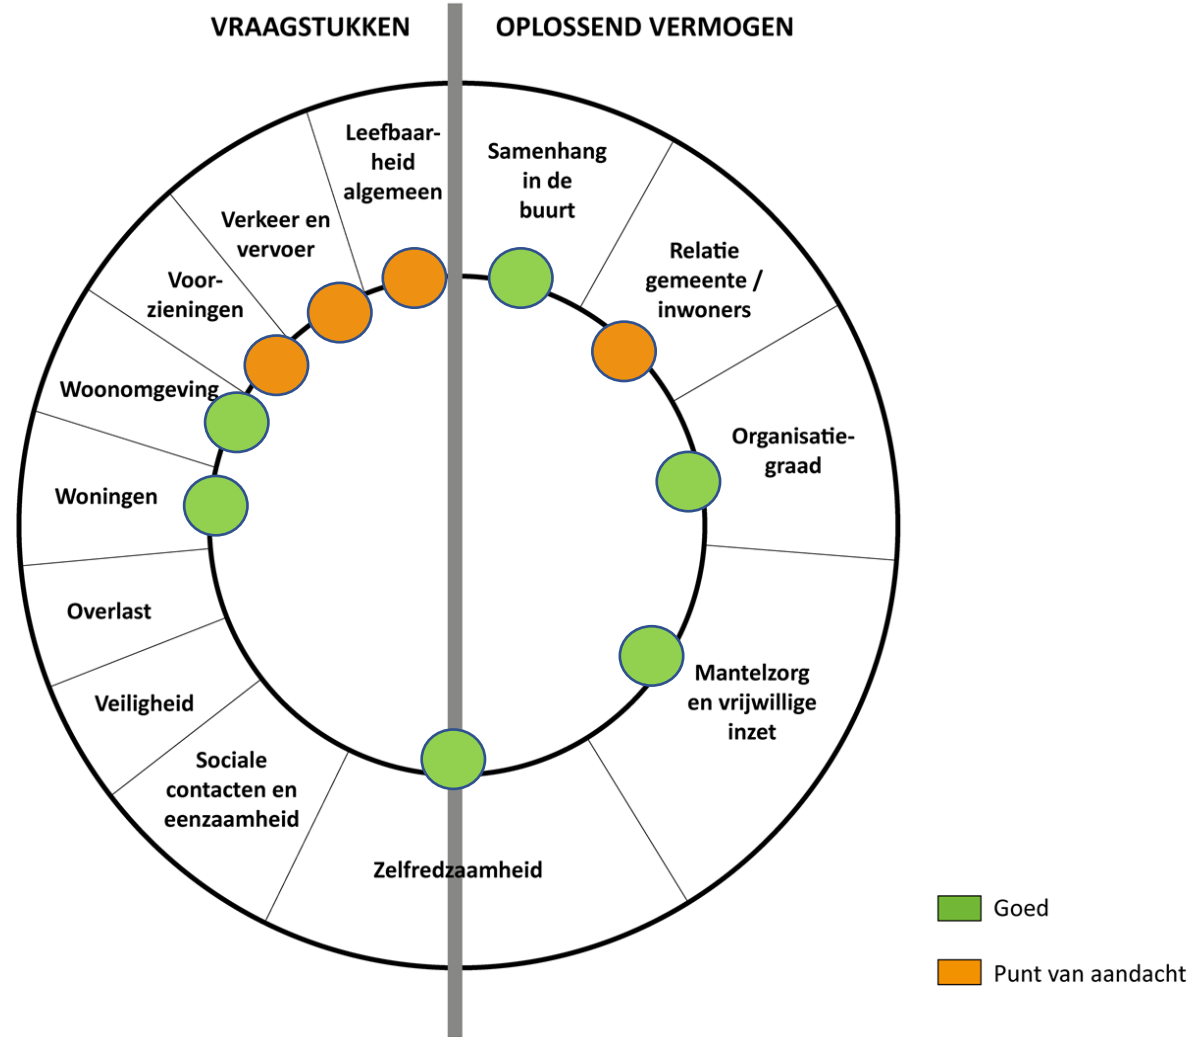 VRAAGSTUKKEN
OPLOSSEND VERMOGEN
Leefbaar-
heid
algemeen
Samenhang
in de
buurt
Verkeer en
vervoer
Relatie
gemeente /
inwoners
Voor-
zieningen
Woonomgeving
Organisatie-
graad
Woningen
Overlast
Veiligheid
Mantelzorg
en vrijwillige
inzet
Sociale
contacten en
eenzaamheid
Zelfredzaamheid
Goed
Punt van aandacht